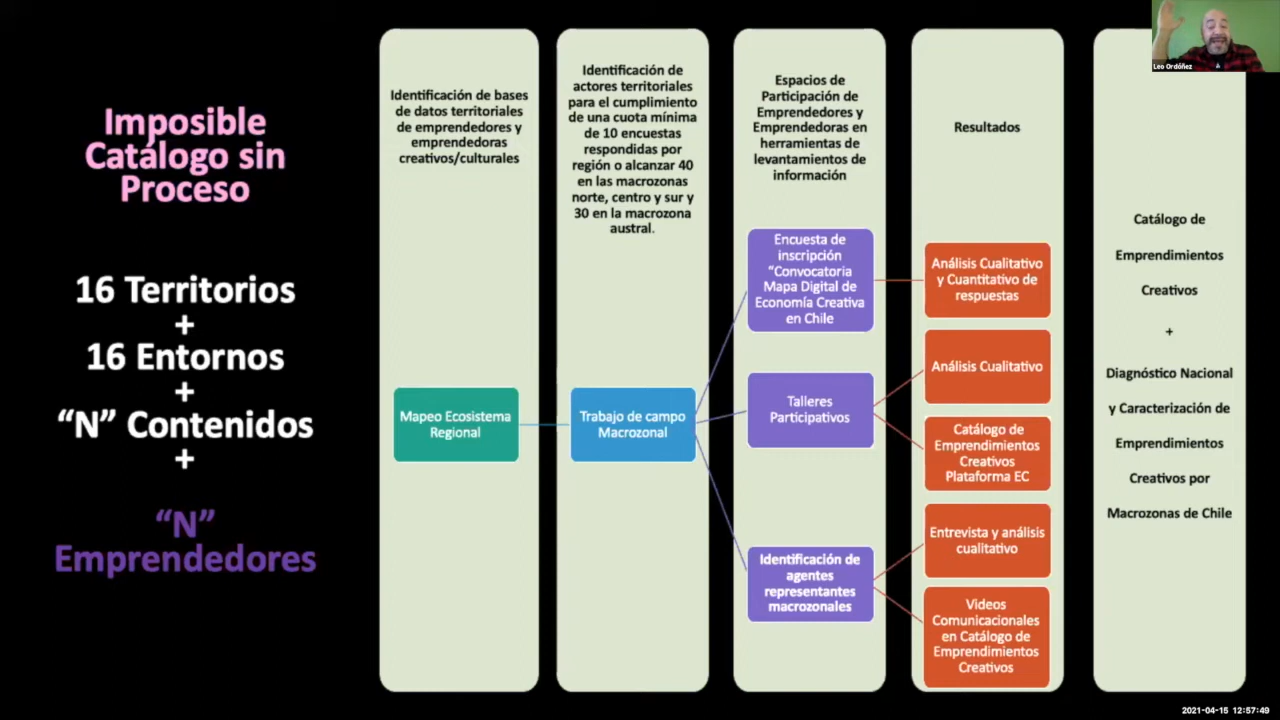 Imposible
Catálogo sin
Proceso
16 Territorios
+
16 Entornos
+
“N” Contenidos
+
“N”
Emprendedores
Identificación de bases
de datos territoriales
de emprendedores y
emprendedoras
creativos/culturales
Mapeo Ecosistema
Regional
Identificación de
actores territoriales
para el cumplimiento
de una cuota mínima
de 10 encuestas
respondidas por
región o alcanzar 40
en las macrozonas
norte, centro y sur y
30 en la macrozona
austral.
Trabajo de campo
Macrozonal
Espacios de
Participación de
Emprendedores y
Emprendedoras en
herramientas de
levantamientos de
información
Encuesta de
inscripción
“Convocatoria
Mapa Digital de
Economía Creativa
en Chile
Talleres
Participativos
Identificación de
agentes
representantes
macrozonales
Resultados
Análisis Cualitativo
y Cuantitativo de
respuestas
Análisis Cualitativo
Catálogo de
Emprendimientos
Creativos
Plataforma EC
Entrevista y análisis
cualitativo
Videos
Comunicacionales
en Catálogo de
Emprendimientos
Creativos
Catálogo de
Emprendimientos
Creativos
+
Diagnóstico Nacional
y Caracterización de
Emprendimientos
Creativos por
Macrozonas de Chile
Leo Ordóñez
2021-04-15 12:57:49